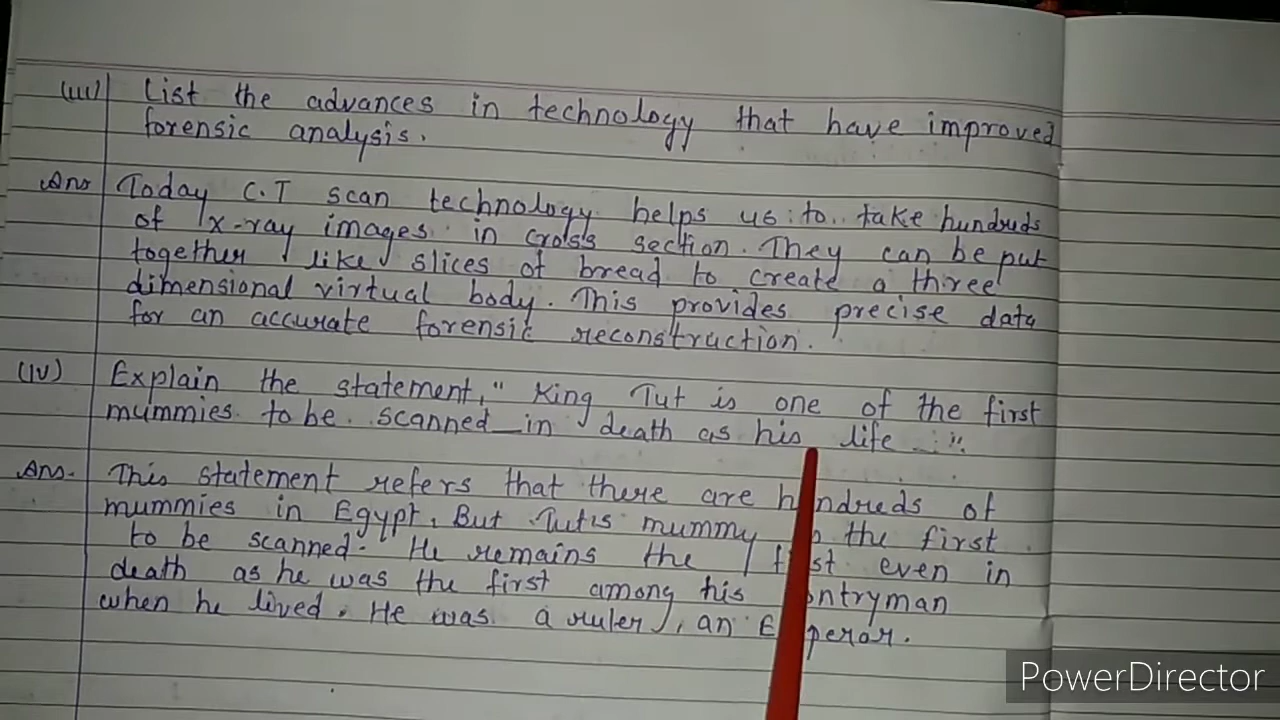 (iii) List the advances in technology that have improved
forensic analysis.
Ans Today C.T scan technology helps us to take hundreds
of x-ray images in cross section. They can be put
together like slices of bread to create a three
dimensional virtual body. This provides precise data
for an accurate forensic reconstruction.
(iv) Explain the statement, " King Tut is one of the first
mummies to be scanned in death as his life ".
Ans. This statement refers that there are hundreds of
mummies in Egypt. But Tut's mummy the first
to be scanned. He remains the even in
death as he was the first among his
when he lived. He was a ruler, an
PowerDirector